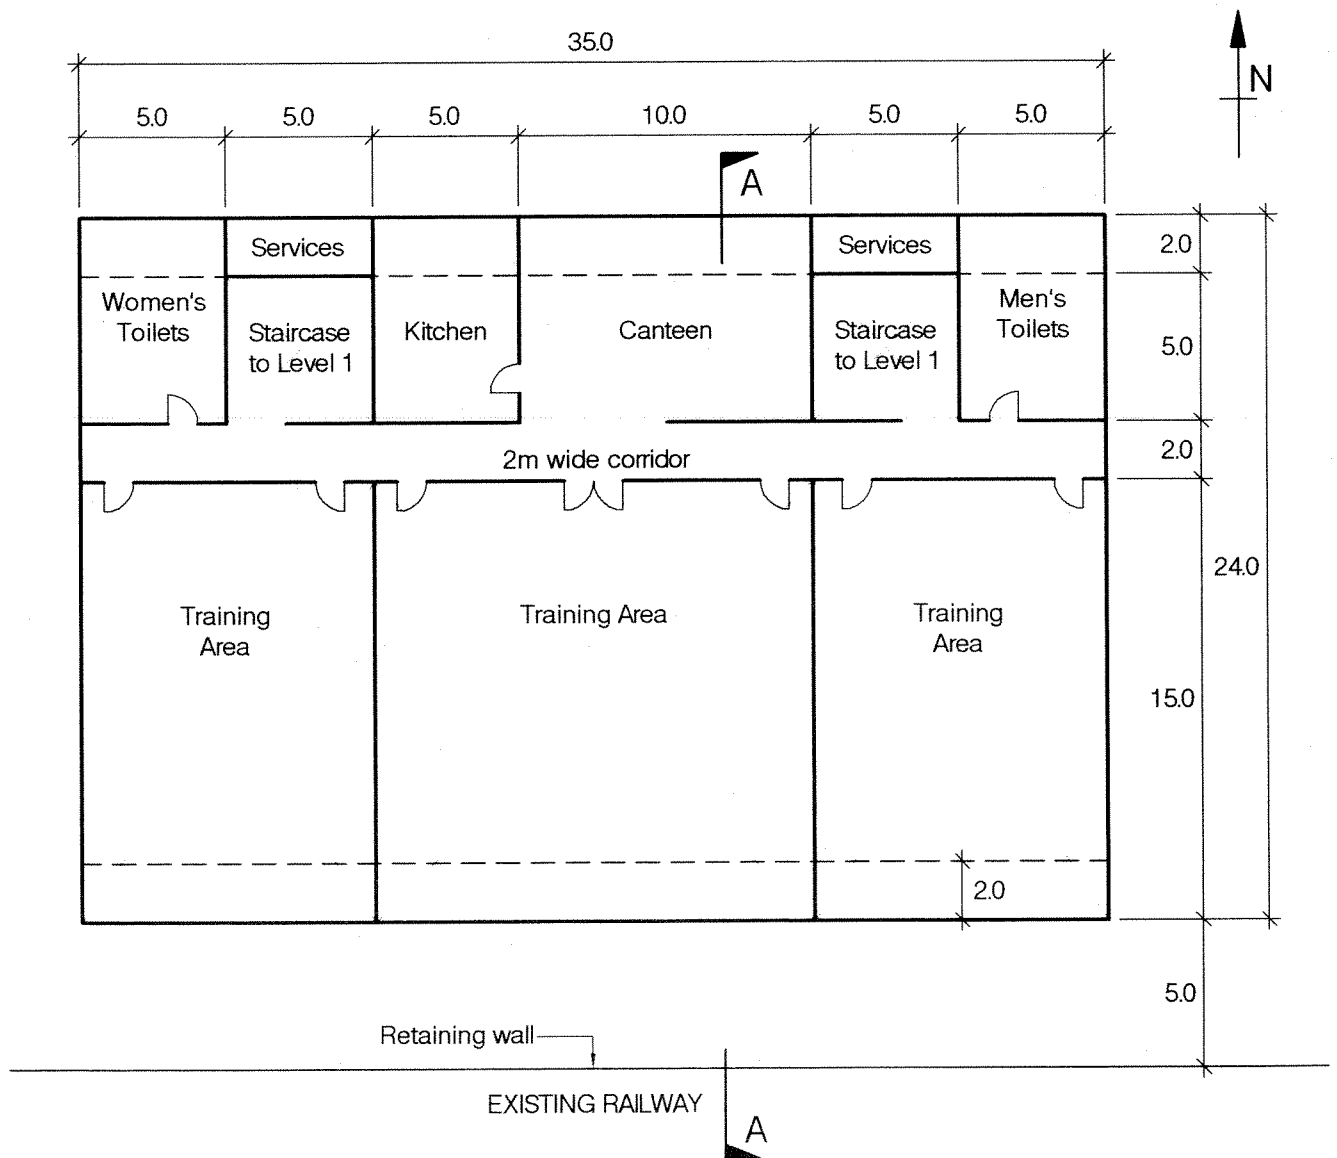 35.0
N
5.0
5.0
5.0
10.0
5.0
5.0
A
Services
Services
2.0
Women's
Toilets
Staircase
to Level 1
Kitchen
Canteen
Staircase
to Level 1
Men's
Toilets
5.0
2m wide corridor
2.0
24.0
Training
Area
Training Area
Training
Area
15.0
2.0
5.0
Retaining wall
EXISTING RAILWAY
A